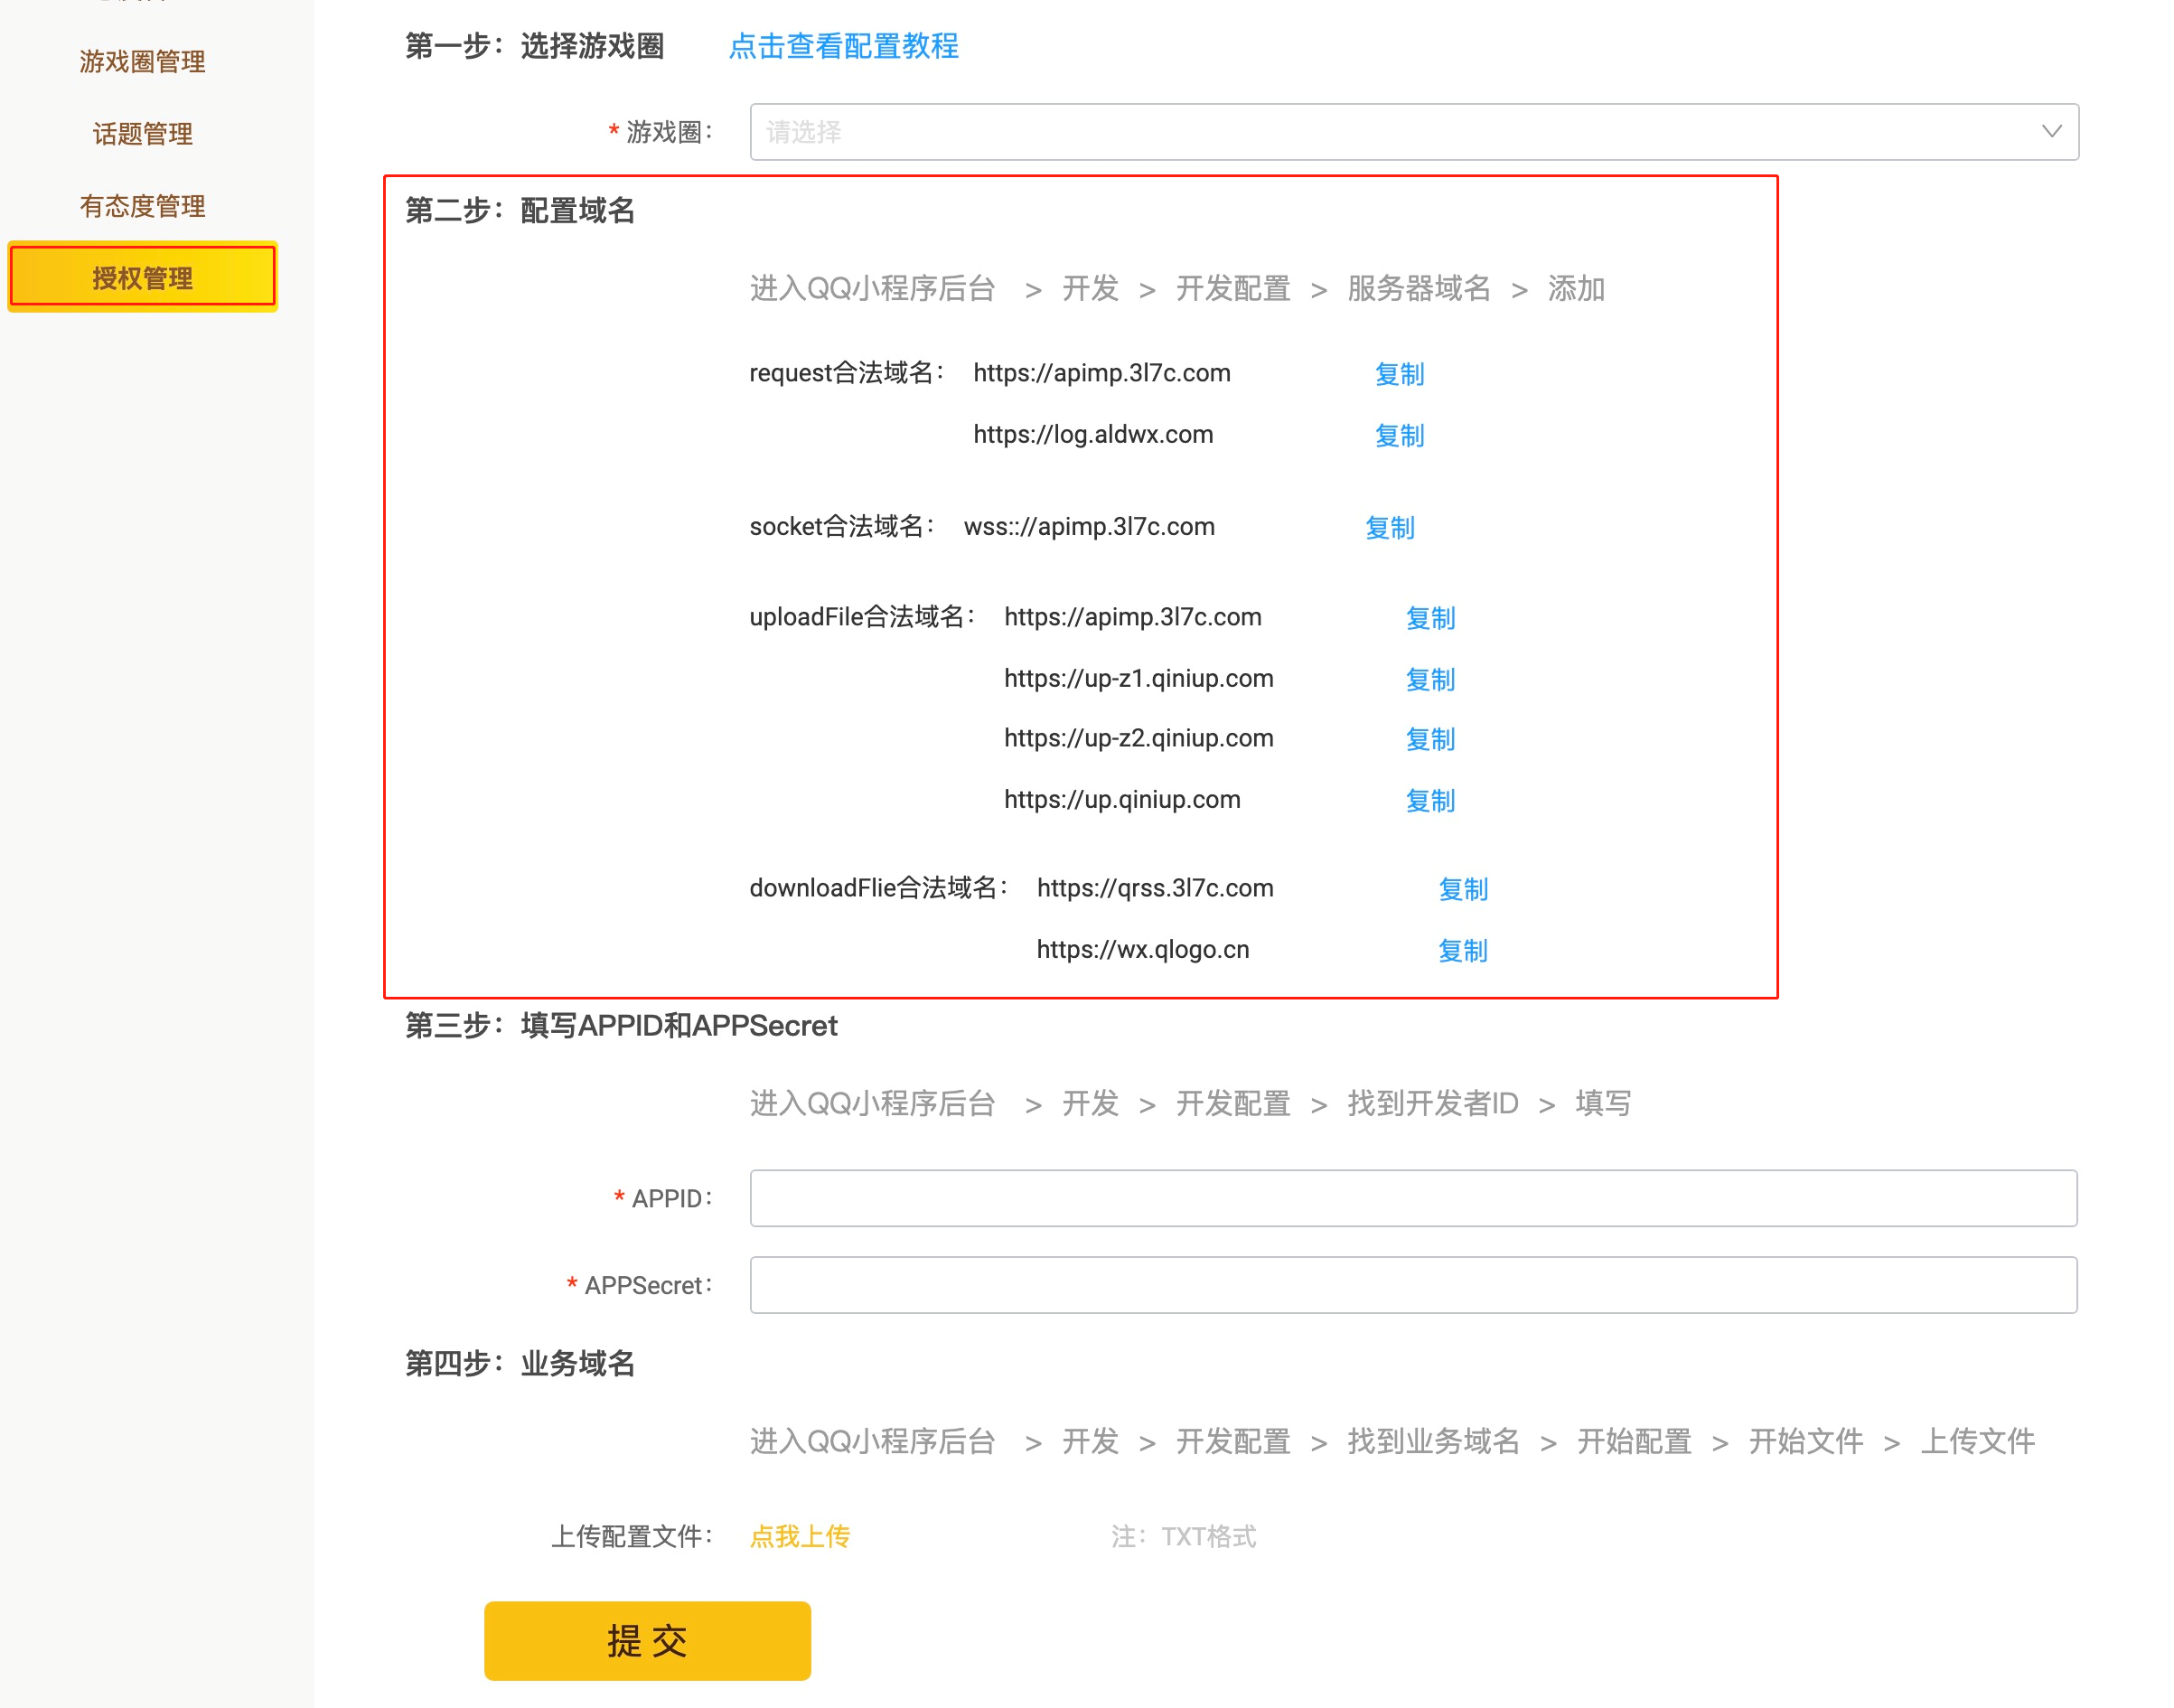 游戏圈管理
话题管理
有态度管理
授权管理
第一步：选择游戏圈 点击查看配置教程
* 游戏圈： 请选择
第二步：配置域名
进入QQ小程序后台 > 开发 > 开发配置 > 服务器域名 > 添加
request合法域名： https://apimp.3l7c.com 复制
https://log.aldwx.com 复制
socket合法域名： wss:://apimp.3l7c.com 复制
uploadFile合法域名： https://apimp.3l7c.com 复制
https://up-z1.qiniup.com 复制
https://up-z2.qiniup.com 复制
https://up.qiniup.com 复制
downloadFlie合法域名： https://qrss.3l7c.com 复制
https://wx.qlogo.cn 复制
第三步：填写APPID和APPSecret
进入QQ小程序后台 > 开发 > 开发配置 > 找到开发者ID > 填写
* APPID：
* APPSecret：
第四步：业务域名
进入QQ小程序后台 > 开发 > 开发配置 > 找到业务域名 > 开始配置 > 开始文件 > 上传文件
上传配置文件： 点我上传 注：TXT格式
提 交